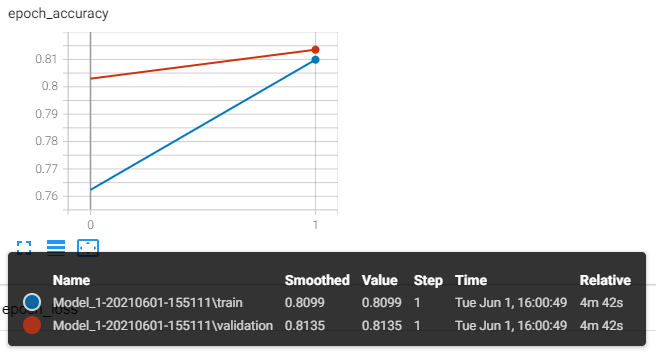 epoch_accuracy
0.81
0.8
0.79
0.78
0.77
0.76
0 1
Name Smoothed Value Step Time Relative
Model_1-20210601-155111\train 0.8099 0.8099 1 Tue Jun 1, 16:00:49 4m 42s
epoch_loss
Model_1-20210601-155111\validation 0.8135 0.8135 1 Tue Jun 1, 16:00:49 4m 42s